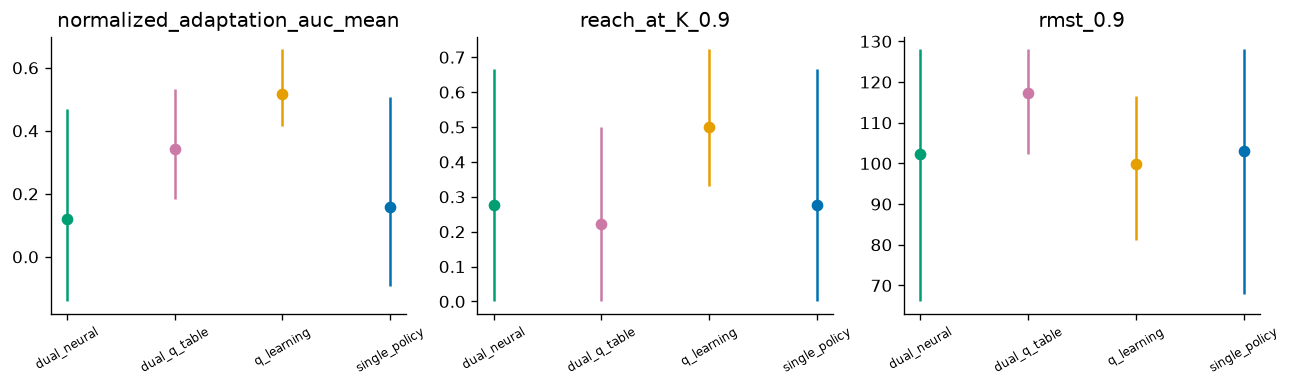 normalized_adaptation_auc_mean
0.6
0.4
0.2
0.0
dual_neural
dual_q_table
q_learning
single_policy
reach_at_K_0.9
0.7
0.6
0.5
0.4
0.3
0.2
0.1
0.0
dual_neural
dual_q_table
q_learning
single_policy
rmst_0.9
130
120
110
100
90
80
70
dual_neural
dual_q_table
q_learning
single_policy